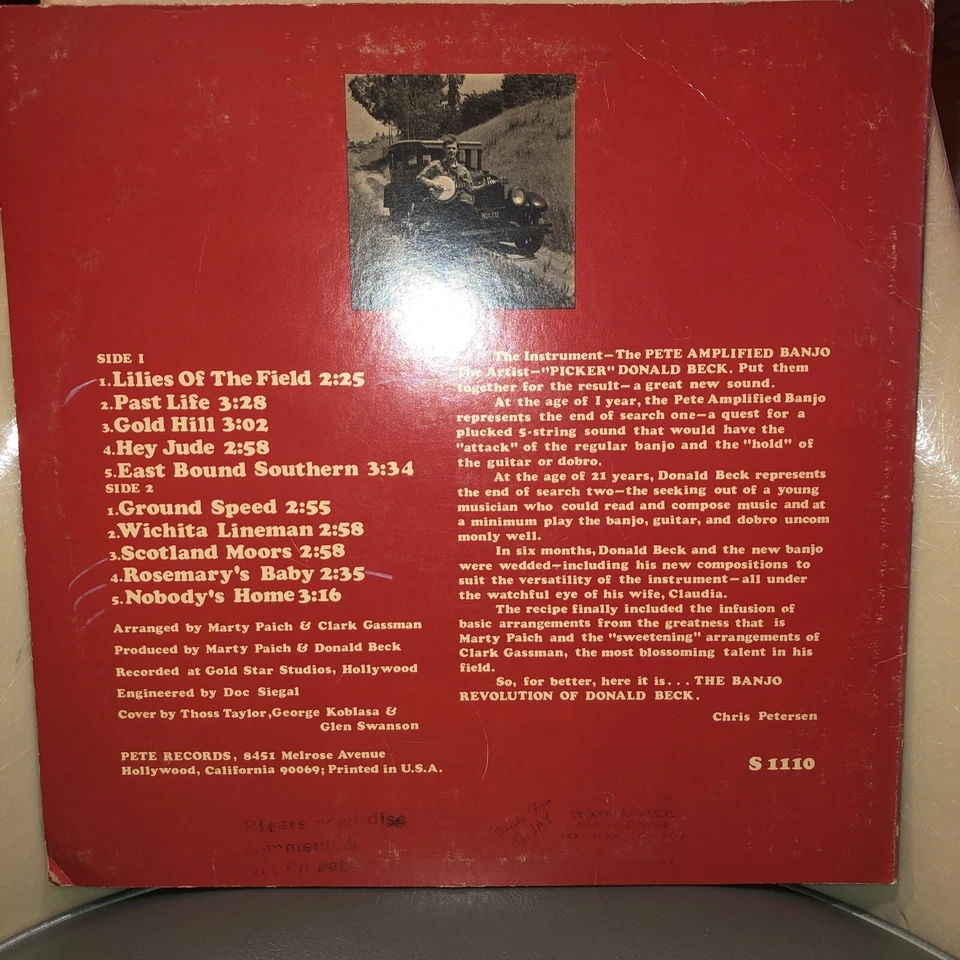 SIDE I
1. Lilies Of The Field 2:25
2. Past Life 3:28
3. Gold Hill 3:02
4. Hey Jude 2:58
5. East Bound Southern 3:34
SIDE 2
1. Ground Speed 2:55
2. Wichita Lineman 2:58
3. Scotland Moors 2:58
4. Rosemary's Baby 2:35
5. Nobody's Home 3:16
Arranged by Marty Paich & Clark Gassman
Produced by Marty Paich & Donald Beck
Recorded at Gold Star Studios, Hollywood
Engineered by Doc Siegal
Cover by Thoss Taylor, George Koblasa &
Glen Swanson
PETE RECORDS, 8451 Melrose Avenue
Hollywood, California 90069; Printed in U.S.A.
The Instrument—The PETE AMPLIFIED BANJO
The Artist—"PICKER" DONALD BECK. Put them
together for the result—a great new sound.
At the age of I year, the Pete Amplified Banjo
represents the end of search one—a quest for a
plucked 5-string sound that would have the
"attack" of the regular banjo and the "hold" of
the guitar or dobro.
At the age of 21 years, Donald Beck represents
the end of search two—the seeking out of a young
musician who could read and compose music and at
a minimum play the banjo, guitar, and dobro uncom
monly well.
In six months, Donald Beck and the new banjo
were wedded—including his new compositions to
suit the versatility of the instrument—all under
the watchful eye of his wife, Claudia.
The recipe finally included the infusion of
basic arrangements from the greatness that is
Marty Paich and the "sweetening" arrangements of
Clark Gassman, the most blossoming talent in his
field.
So, for better, here it is... THE BANJO
REVOLUTION OF DONALD BECK.
Chris Petersen
S 1110
Please disc
comment &